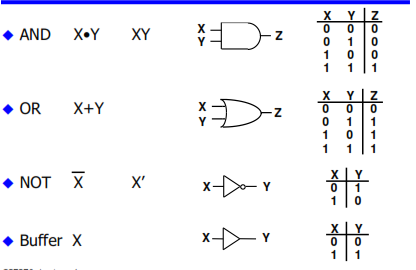 AND X•Y XY
X
Y
Z
X Y Z
0 0 0
0 1 0
1 0 0
1 1 1
OR X+Y
X
Y
Z
X Y Z
0 0 0
0 1 1
1 0 1
1 1 1
NOT X̅ X'
X Y
X Y
0 1
1 0
Buffer X
X Y
X Y
0 0
1 1